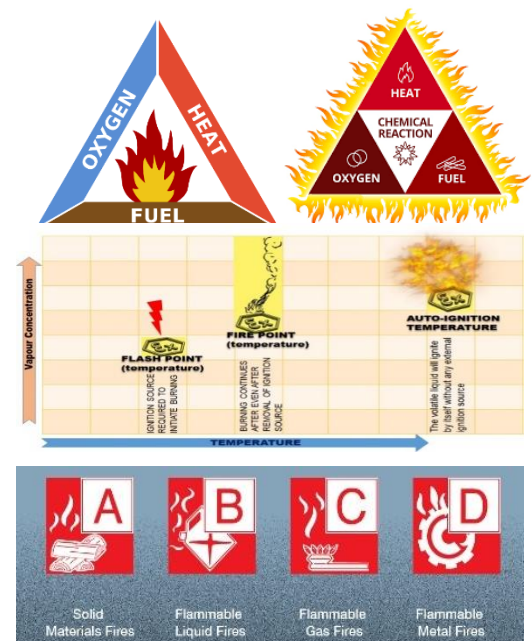 OXYGEN
HEAT
FUEL
HEAT
CHEMICAL
REACTION
OXYGEN
FUEL
Vapour Concentration
Ex
FLASH POINT
(temperature)
IGNITION SOURCE
REQUIRED TO
INITIATE BURNING
Ex
FIRE POINT
(temperature)
BURNING CONTINUES
AFTER EVEN AFTER
REMOVAL OF IGNITION
SOURCE
Ex
AUTO-IGNITION
TEMPERATURE
The volatile liquid will ignite
by itself without any external
ignition source
TEMPERATURE
A
B
C
D
Solid
Materials Fires
Flammable
Liquid Fires
Flammable
Gas Fires
Flammable
Metal Fires